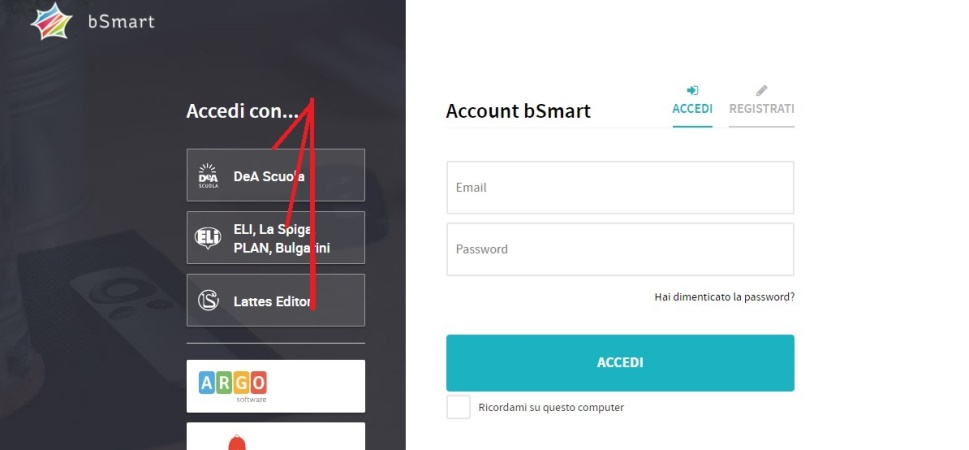 bSmart
Accedi con...
DeA SCUOLA
DeA Scuola
ELi
ELI, La Spiga
PLAN, Bulgarini
Lattes Editori
ARGO
software
Account bSmart
ACCEDI
REGISTRATI
Email
Password
Hai dimenticato la password?
ACCEDI
Ricordami su questo computer